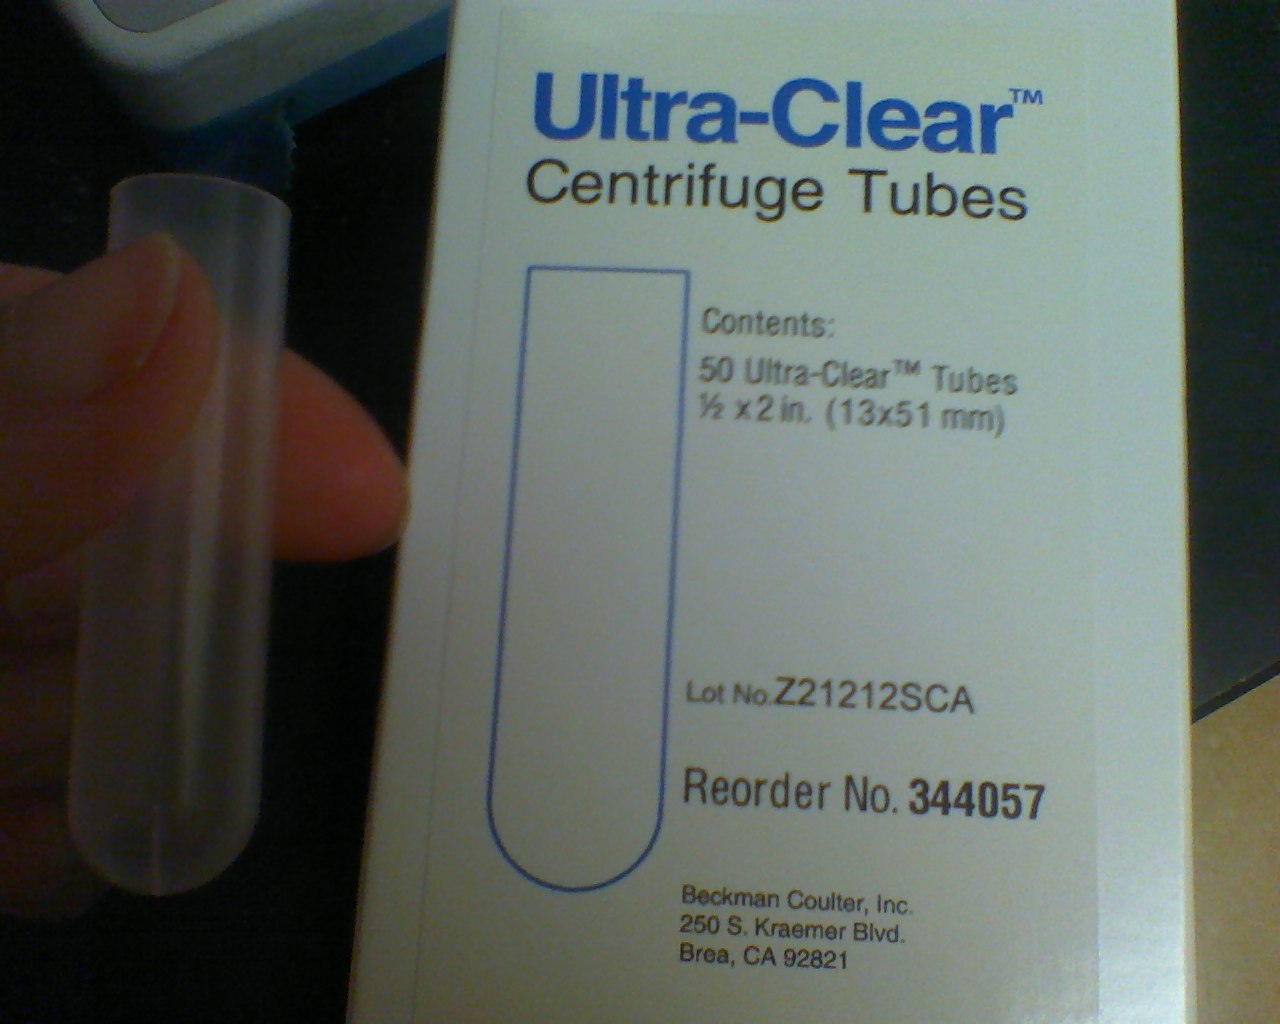 Ultra-Clear™
Centrifuge Tubes
Contents:
50 Ultra-Clear™ Tubes
½ x 2 in. (13x51 mm)
Lot No. Z21212SCA
Reorder No. 344057
Beckman Coulter, Inc.
250 S. Kraemer Blvd.
Brea, CA 92821